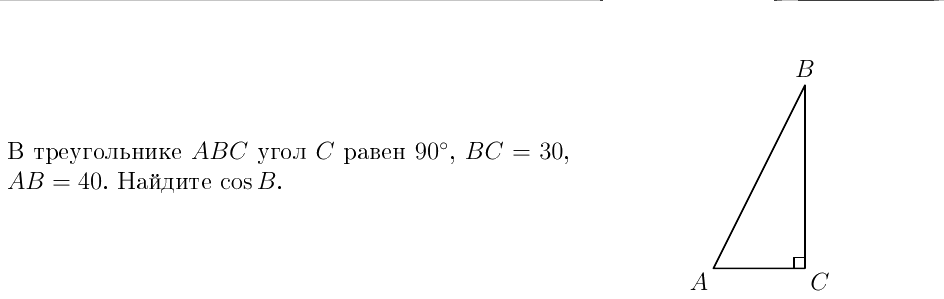 B
В треугольнике ABC угол C равен 90°, BC = 30,
AB = 40. Найдите cos B.
A
C